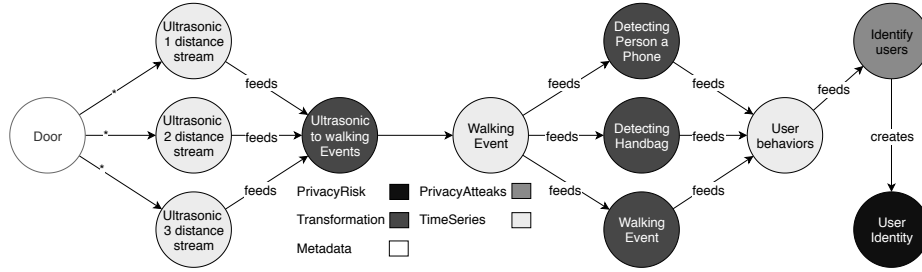 Door
*
*
*
Ultrasonic
1 distance
stream
Ultrasonic
2 distance
stream
Ultrasonic
3 distance
stream
feeds
feeds
feeds
Ultrasonic
to walking
Events
Walking
Event
feeds
feeds
feeds
Detecting
Person a
Phone
Detecting
Handbag
Walking
Event
feeds
feeds
feeds
User
behaviors
feeds
Identify
users
creates
User
Identity
PrivacyRisk
PrivacyAtteaks
Transformation
TimeSeries
Metadata